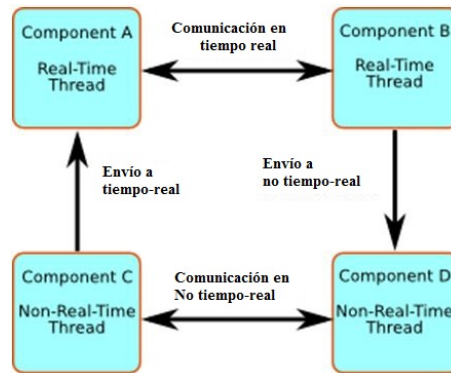 Component A
Real-Time
Thread
Comunicación en
tiempo real
Component B
Real-Time
Thread
Envío a
tiempo-real
Envío a
no tiempo-real
Component C
Non-Real-Time
Thread
Comunicación en
No tiempo-real
Component D
Non-Real-Time
Thread